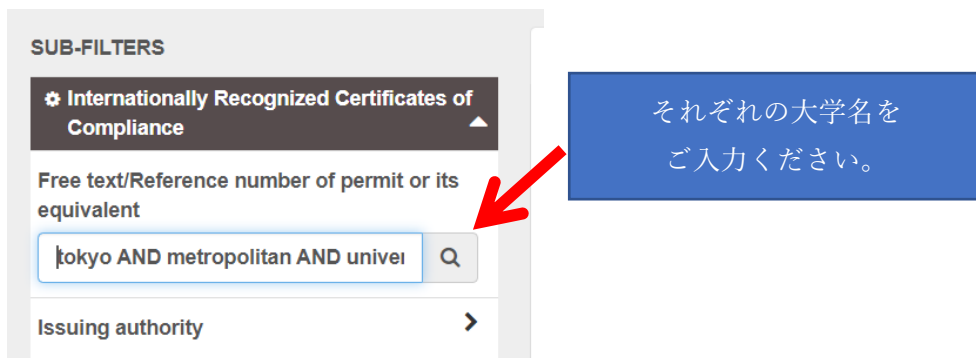 SUB-FILTERS
Internationally Recognized Certificates of
Compliance
Free text/Reference number of permit or its
equivalent
tokyo AND metropolitan AND univer
Issuing authority
それぞれの大学名を
ご入力ください。